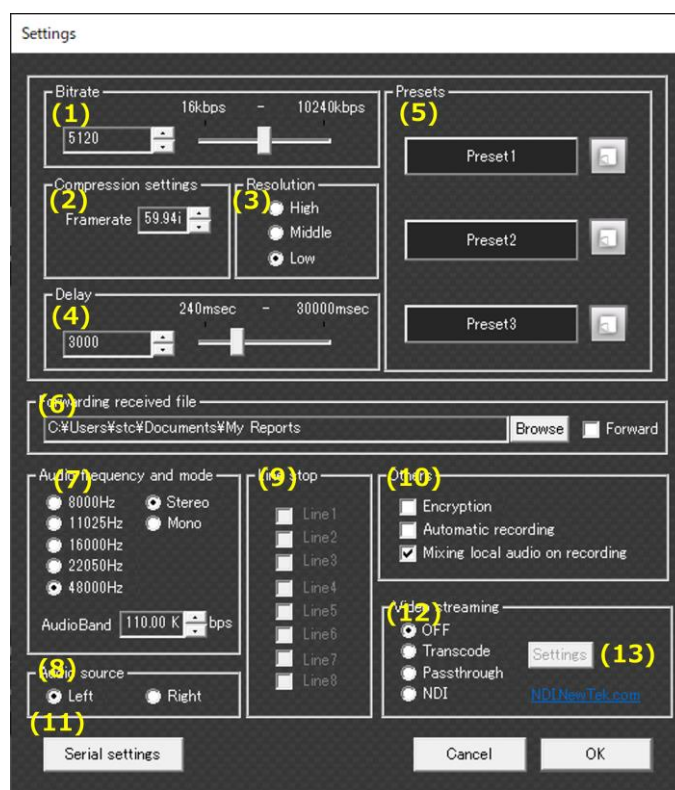 Settings
Bitrate
(1)
16kbps - 10240kbps
5120
Presets
(5)
Preset1
Preset2
Preset3
Compression settings
(2)
Framerate 59.94i
Resolution
(3)
High
Middle
Low
Delay
(4)
240msec - 30000msec
3000
(6)
Forwarding received file
C:¥Users¥stc¥Documents¥My Reports
Browse
Forward
Audio frequency and mode
(7)
8000Hz
11025Hz
16000Hz
22050Hz
48000Hz
Stereo
Mono
AudioBand 110.00 K bps
(8)
Audio source
Left
Right
(9)
Line stop
Line1
Line2
Line3
Line4
Line5
Line6
Line7
Line8
(10)
Others
Encryption
Automatic recording
Mixing local audio on recording
(12)
Video streaming
OFF
Transcode
Passthrough
NDI
Settings
(13)
NDI.NewTek.com
(11)
Serial settings
Cancel
OK